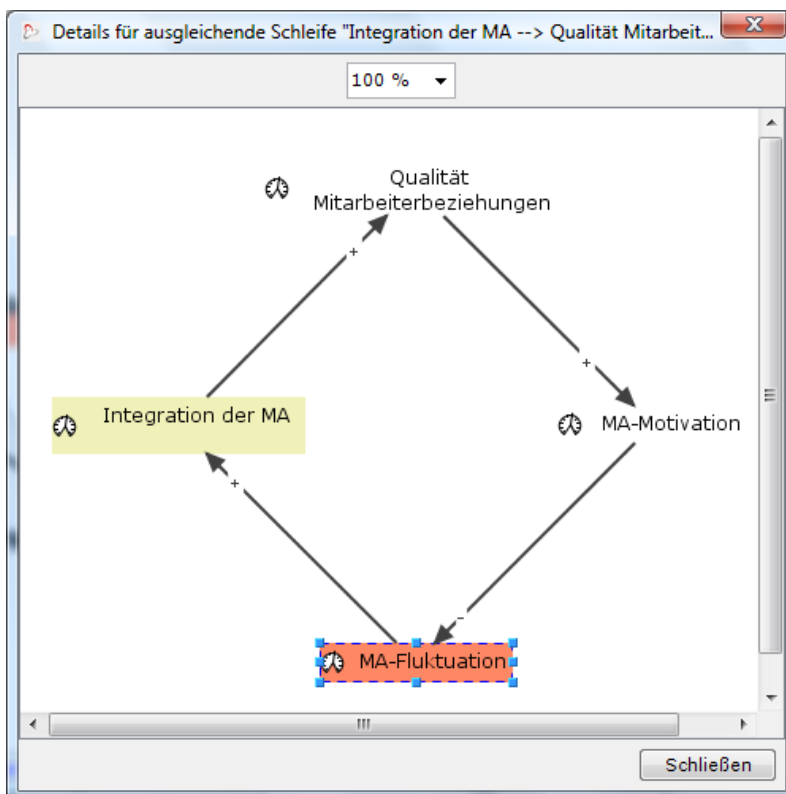 Details für ausgleichende Schleife "Integration der MA --> Qualität Mitarbeit...
100 %
Qualität
Mitarbeiterbeziehungen
+
+
Integration der MA
MA-Motivation
+
-
MA-Fluktuation
Schließen